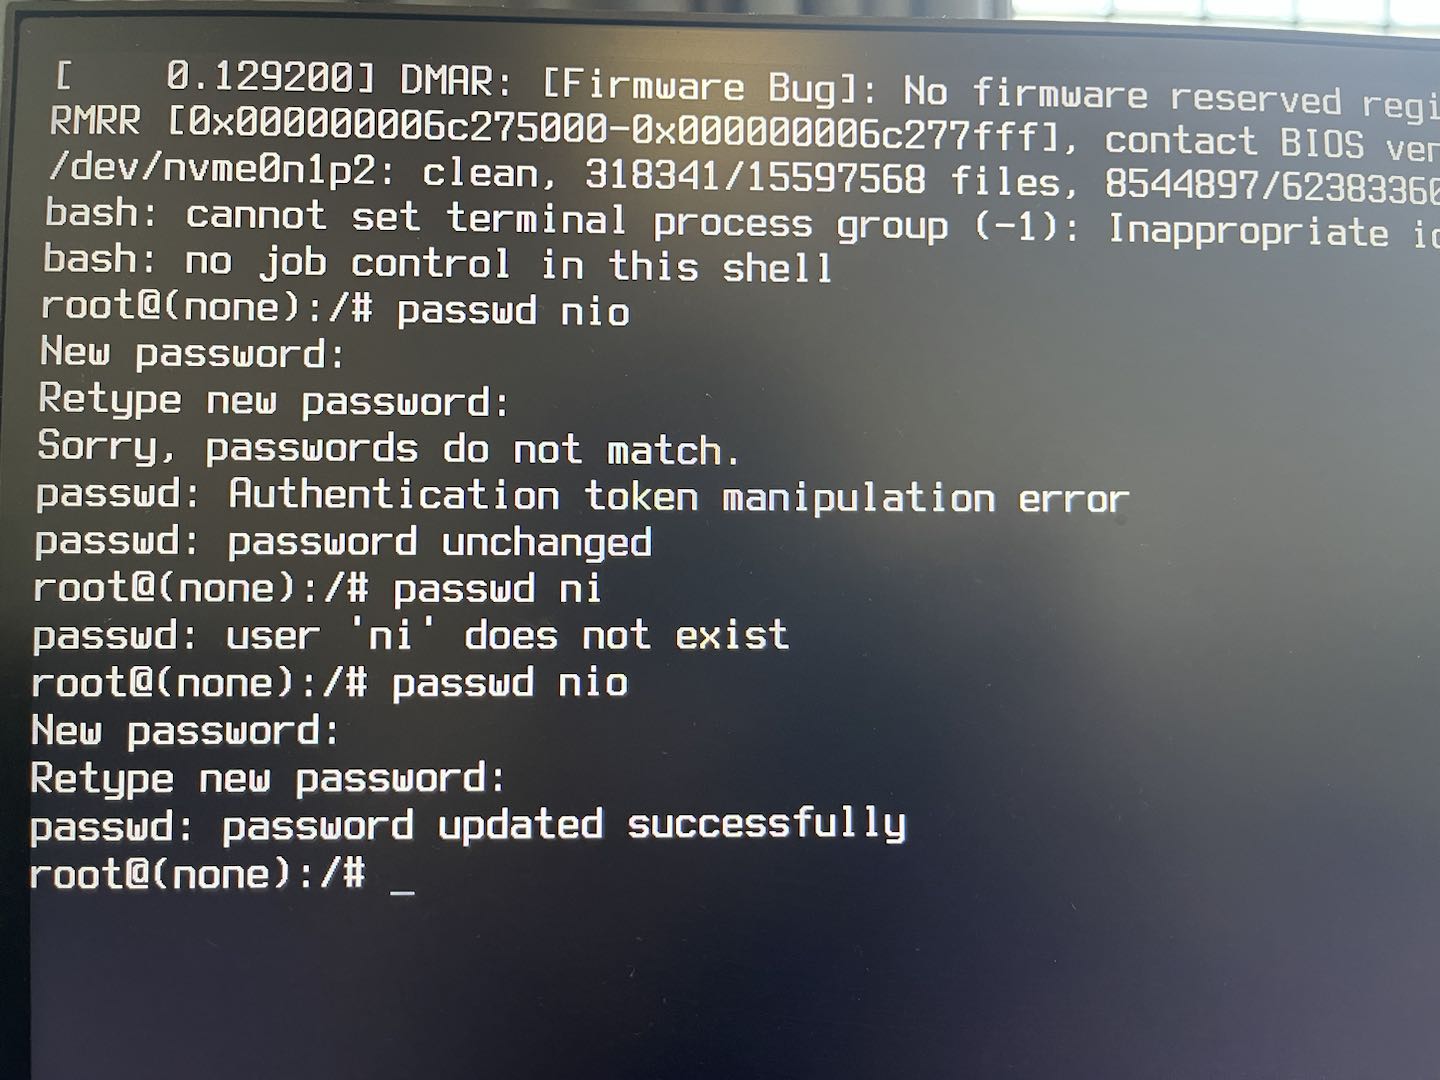 [    0.129200] DMAR: [Firmware Bug]: No firmware reserved regi
RMRR [0x000000006c275000-0x000000006c277fff], contact BIOS ver
/dev/nvme0n1p2: clean, 318341/15597568 files, 8544897/62383360
bash: cannot set terminal process group (-1): Inappropriate io
bash: no job control in this shell
root@(none):/# passwd nio
New password:
Retype new password:
Sorry, passwords do not match.
passwd: Authentication token manipulation error
passwd: password unchanged
root@(none):/# passwd ni
passwd: user 'ni' does not exist
root@(none):/# passwd nio
New password:
Retype new password:
passwd: password updated successfully
root@(none):/# _